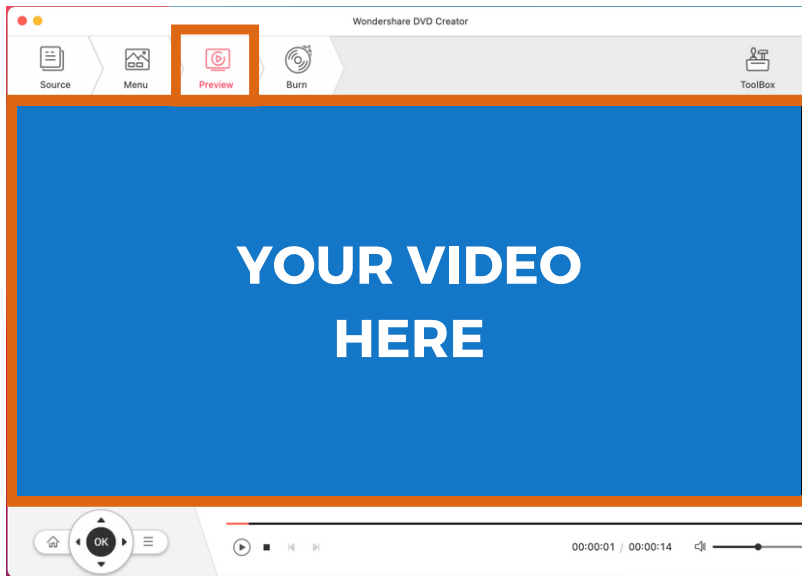 Wondershare DVD Creator
Source Menu Preview Burn ToolBox
YOUR VIDEO
HERE
OK 00:00:01 / 00:00:14